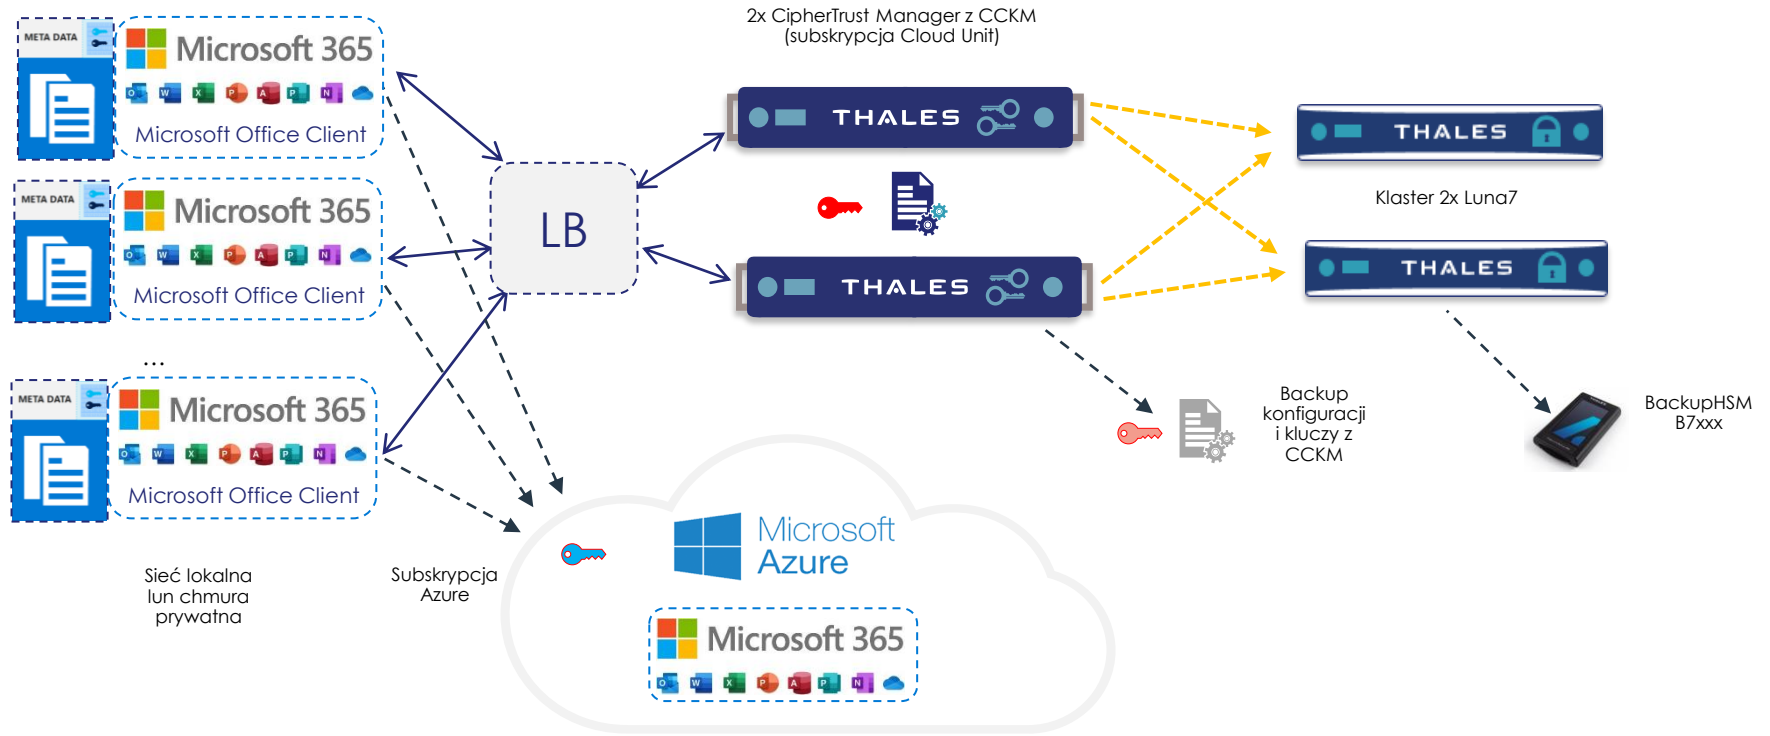 2x CipherTrust Manager z CCKM
(subskrypcja Cloud Unit)
META DATA
Microsoft 365
Microsoft Office Client
THALES
THALES
Klaster 2x Luna7
META DATA
Microsoft 365
Microsoft Office Client
LB
THALES
THALES
...
META DATA
Microsoft 365
Microsoft Office Client
Backup
konfiguracji
i kluczy z
CCKM
BackupHSM
B7xxx
Sieć lokalna
lun chmura
prywatna
Subskrypcja
Azure
Microsoft
Azure
Microsoft 365